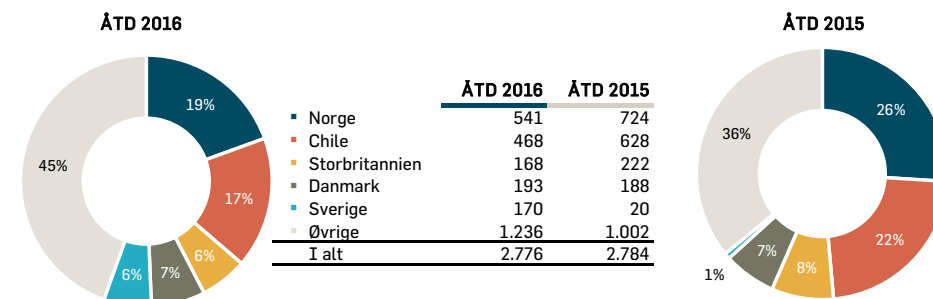 ÅTD 2016
19%
17%
6%
7%
6%
45%
ÅTD 2016 ÅTD 2015
Norge 541 724
Chile 468 628
Storbritannien 168 222
Danmark 193 188
Sverige 170 20
Øvrige 1.236 1.002
I alt 2.776 2.784
ÅTD 2015
26%
22%
8%
7%
1%
36%